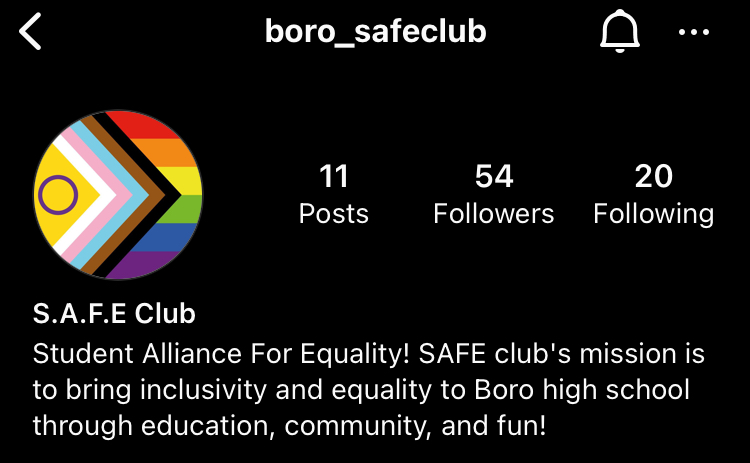 boro_safeclub
11 54 20
Posts Followers Following
S.A.F.E Club
Student Alliance For Equality! SAFE club's mission is
to bring inclusivity and equality to Boro high school
through education, community, and fun!